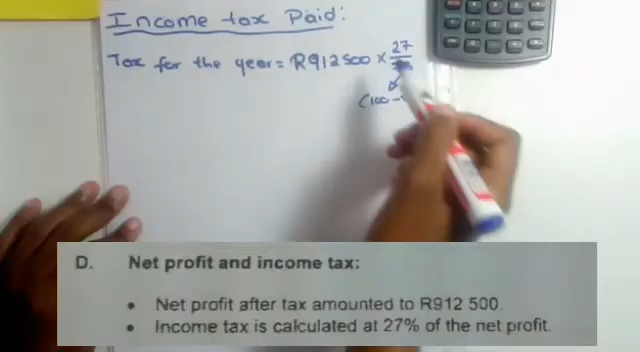 Income tax Paid:
Tax for the year = R912 500 × 27
(100 -
D. Net profit and income tax:
• Net profit after tax amounted to R912 500.
• Income tax is calculated at 27% of the net profit.